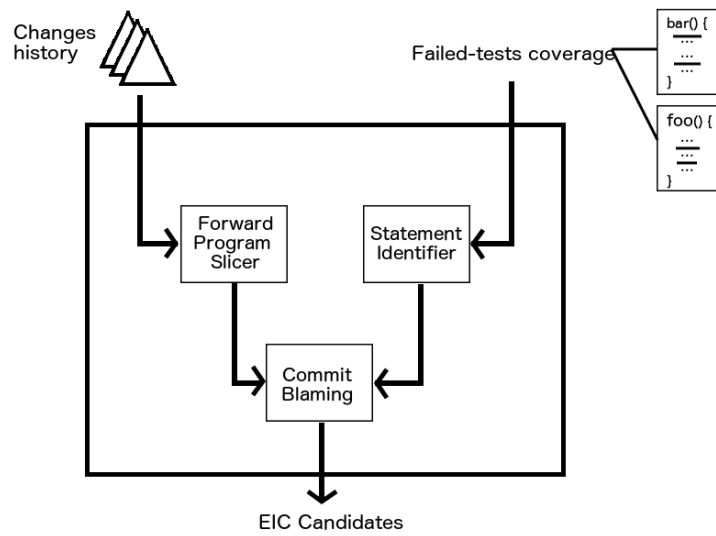 Changes
history
Failed-tests coverage
bar() {
...
...
...
}
foo() {
...
...
...
}
Forward
Program
Slicer
Statement
Identifier
Commit
Blaming
EIC Candidates